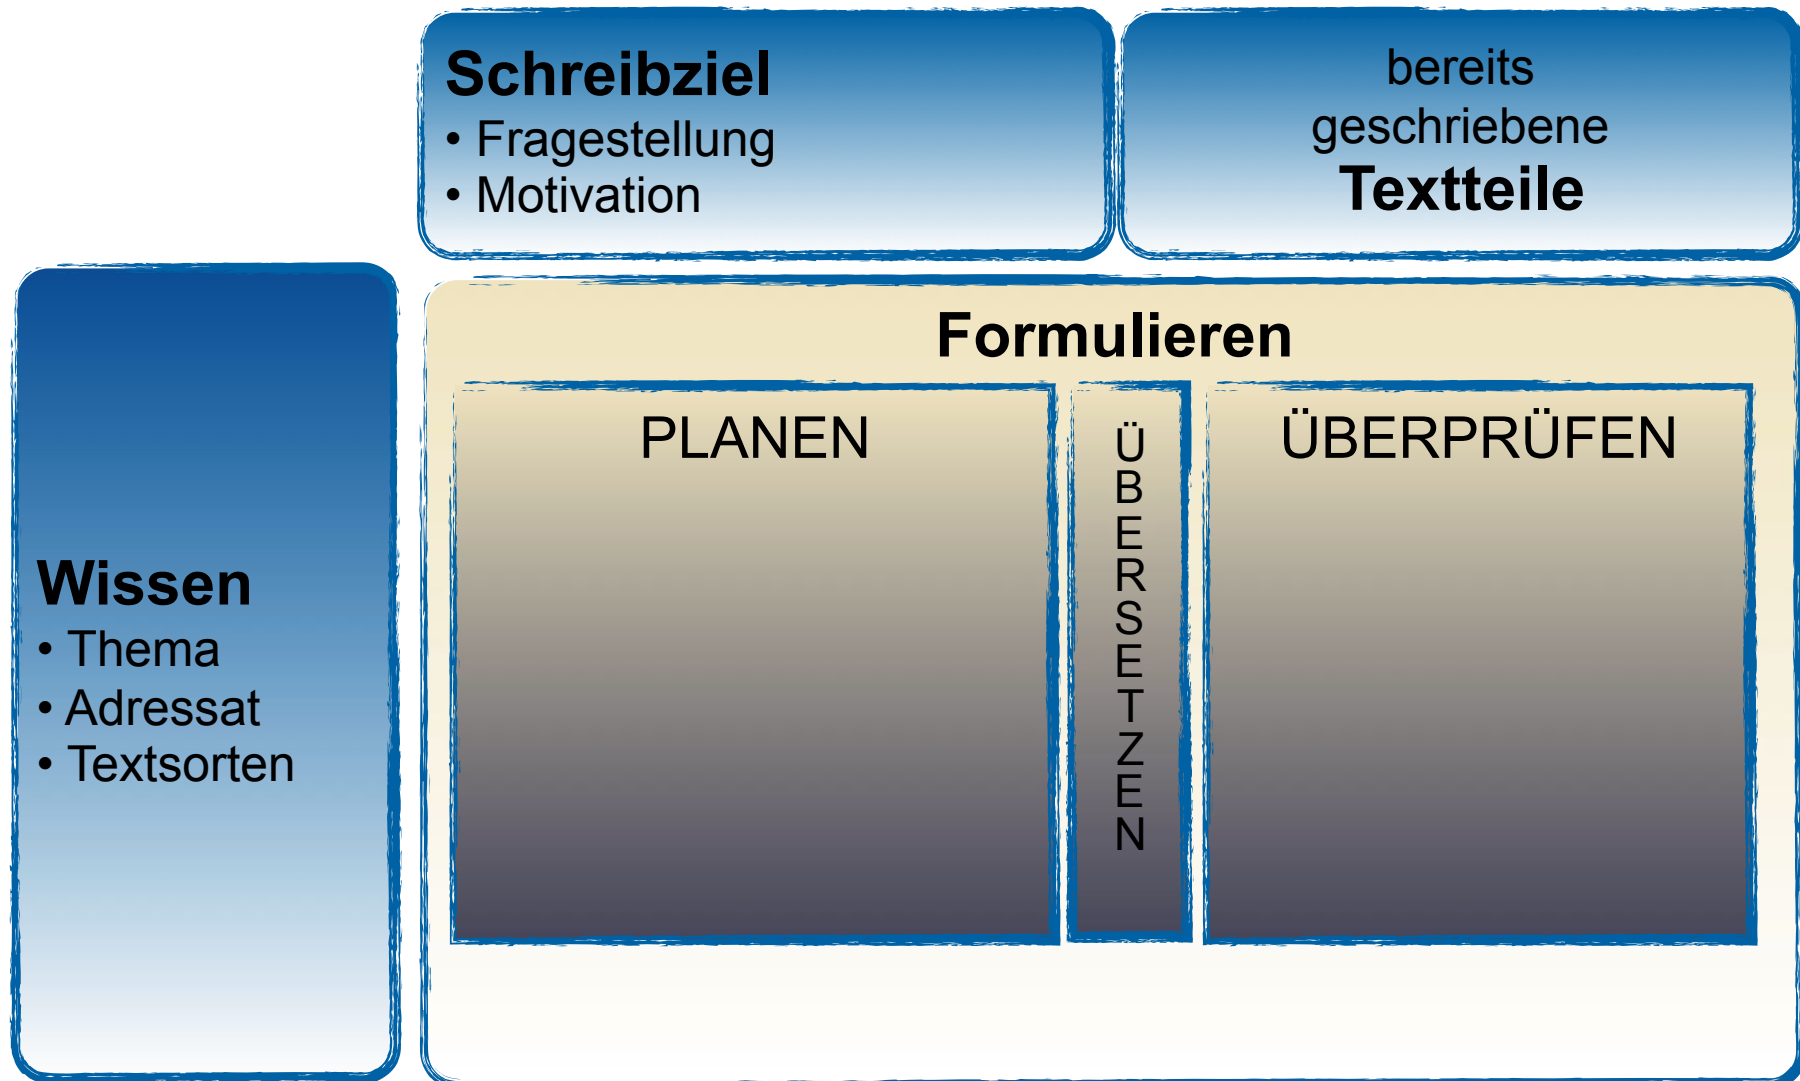 Schreibziel
• Fragestellung
• Motivation
bereits
geschriebene
Textteile
Wissen
• Thema
• Adressat
• Textsorten
Formulieren
PLANEN
ÜBERSETZEN
ÜBERPRÜFEN